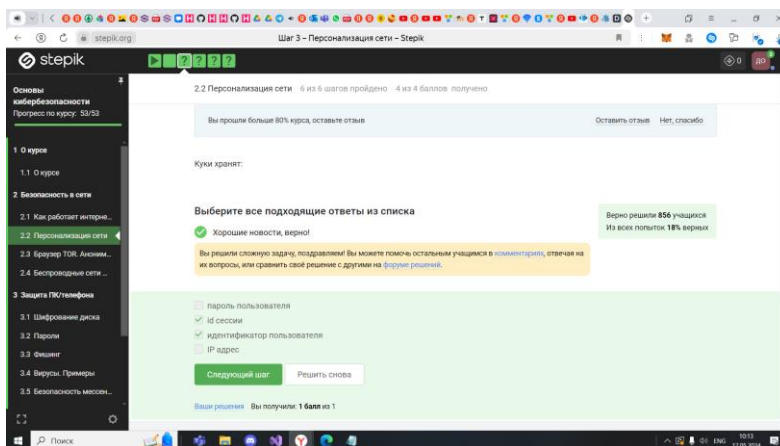 stepik.org
Шаг 3 – Персонализация сети – Stepik
stepik
0
ДО
Основы кибербезопасности
Прогресс по курсу: 53/53
2.2 Персонализация сети 6 из 6 шагов пройдено 4 из 4 баллов получено
Вы прошли больше 80% курса, оставьте отзыв
Оставить отзыв Нет, спасибо
1 О курсе
1.1 О курсе
2 Безопасность в сети
2.1 Как работает интерне...
2.2 Персонализация сети
2.3 Браузер TOR. Аноним...
2.4 Беспроводные сети ...
3 Защита ПК/телефона
3.1 Шифрование диска
3.2 Пароли
3.3 Фишинг
3.4 Вирусы. Примеры
3.5 Безопасность мессен...
Куки хранят:
Выберите все подходящие ответы из списка
Хорошие новости, верно!
Верно решили 856 учащихся
Из всех попыток 18% верных
Вы решили сложную задачу, поздравляем! Вы можете помочь остальным учащимся в комментариях, отвечая на
их вопросы, или сравнить своё решение с другими на форуме решений.
пароль пользователя
id сессии
идентификатор пользователя
IP адрес
Следующий шаг
Решить снова
Ваши решения Вы получили: 1 балл из 1
Поиск
ENG
10:13
17.05.2024